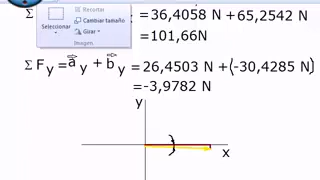 Σ =36,4058 N +65,2542 N
Recortar
Cambiar tamaño
Seleccionar
Girar
Imagen
=101,66N
Σ Fy=ay + by =26,4503 N +(-30,4285 N)
=-3,9782 N
y
x